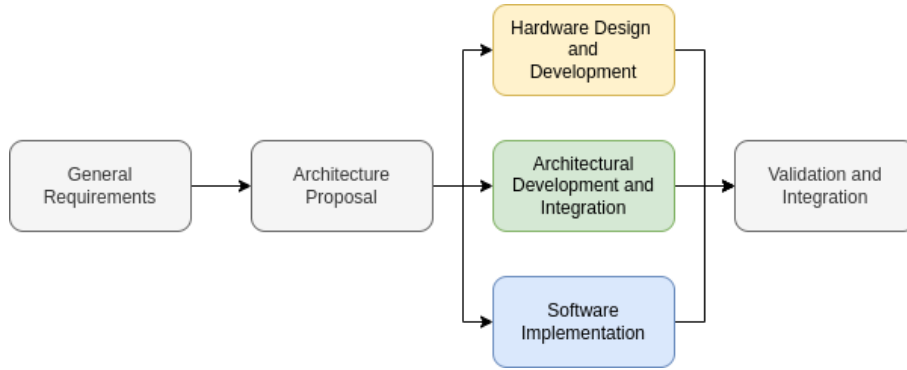 General
Requirements
Architecture
Proposal
Hardware Design
and
Development
Architectural
Development and
Integration
Software
Implementation
Validation and
Integration